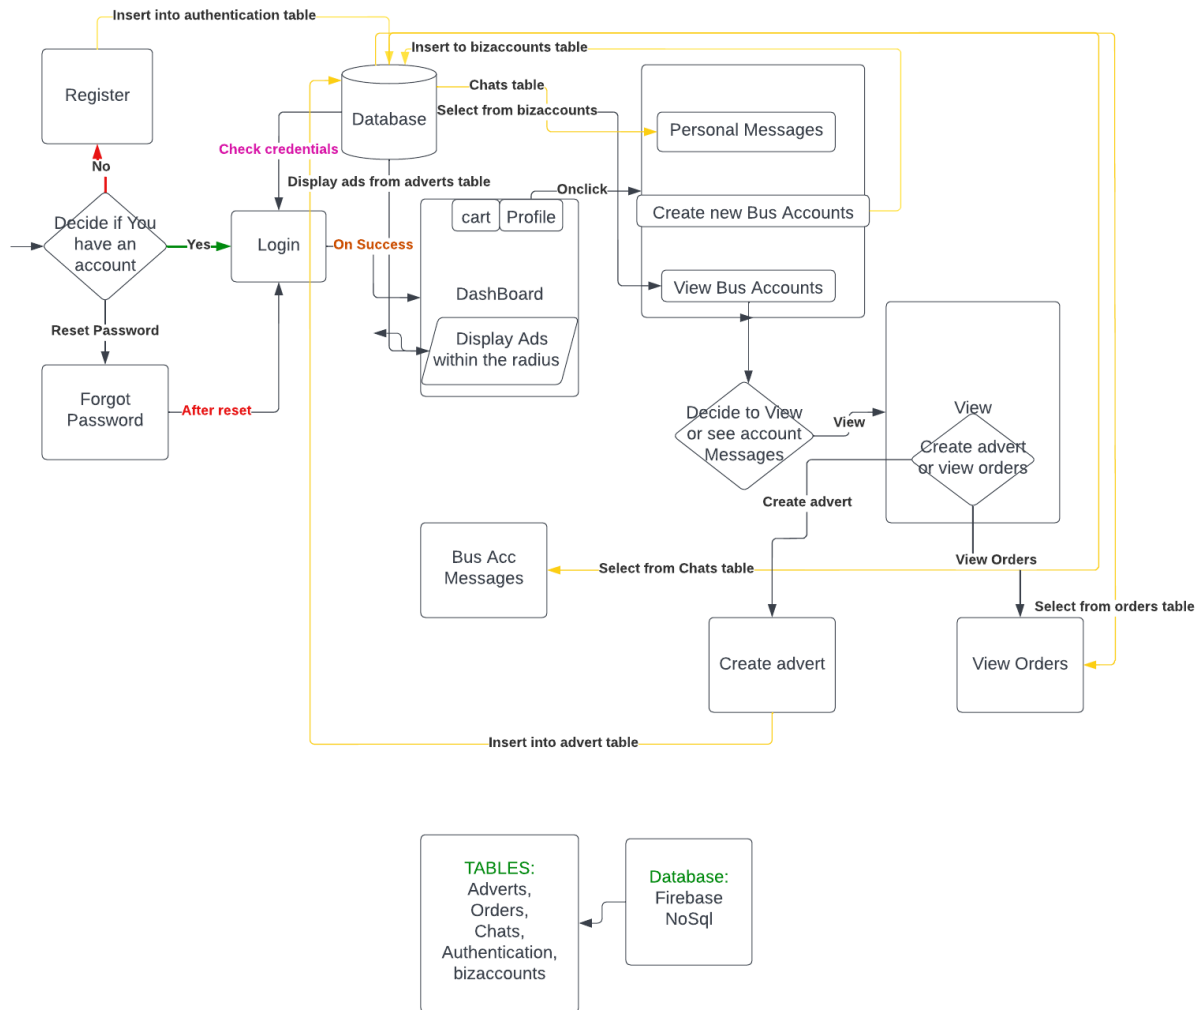 Insert into authentication table
Insert to bizaccounts table
Register
Database
Chats table
Select from bizaccounts
Personal Messages
Check credentials
No
Display ads from adverts table
Onclick
cart
Profile
Create new Bus Accounts
Decide if You
have an
account
Yes
Login
On Success
DashBoard
View Bus Accounts
Reset Password
Display Ads
within the radius
Forgot
Password
After reset
Decide to View
or see account
Messages
View
View
Create advert
or view orders
Create advert
Bus Acc
Messages
Select from Chats table
View Orders
Select from orders table
Create advert
View Orders
Insert into advert table
TABLES:
Adverts,
Orders,
Chats,
Authentication,
bizaccounts
Database:
Firebase
NoSql